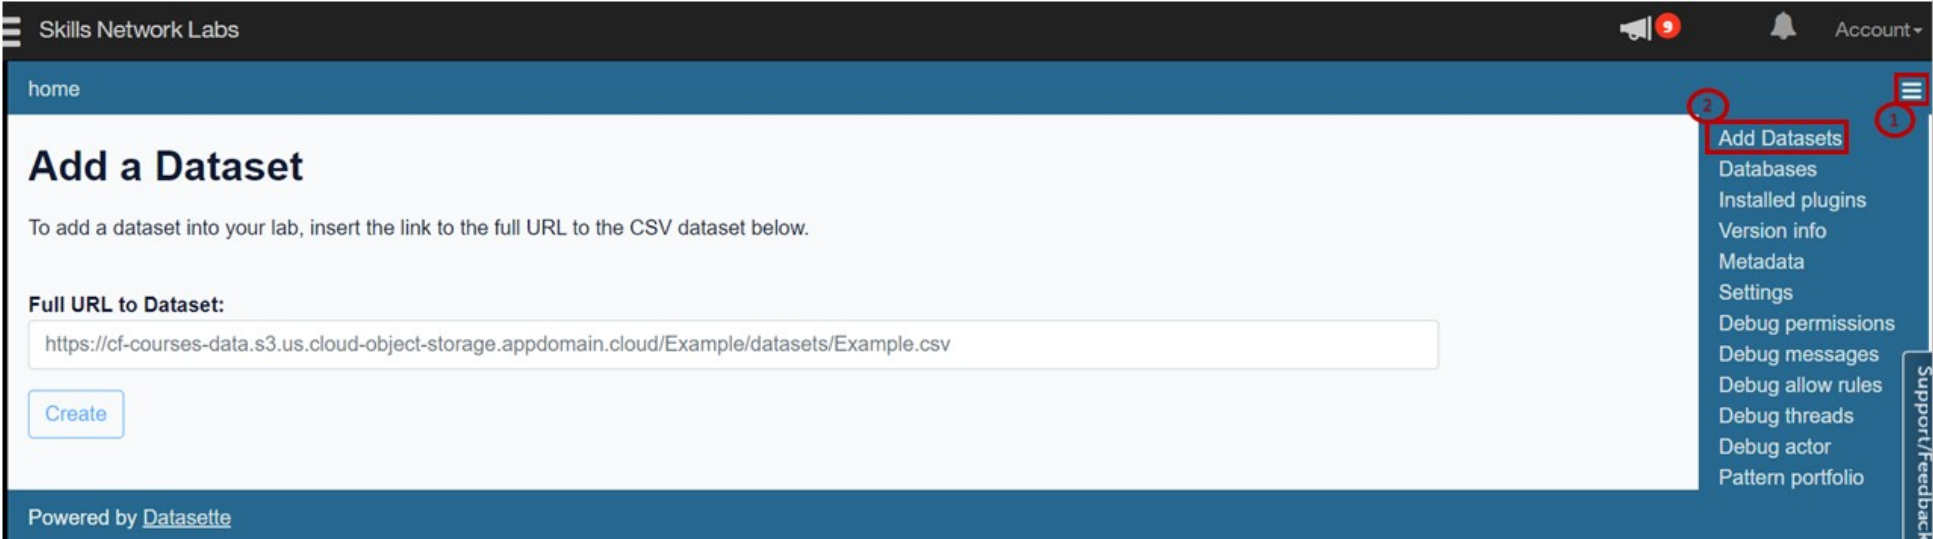 Skills Network Labs
9
Account
home
2
1
Add a Dataset
To add a dataset into your lab, insert the link to the full URL to the CSV dataset below.
Full URL to Dataset:
https://cf-courses-data.s3.us.cloud-object-storage.appdomain.cloud/Example/datasets/Example.csv
Create
Add Datasets
Databases
Installed plugins
Version info
Metadata
Settings
Debug permissions
Debug messages
Debug allow rules
Debug threads
Debug actor
Pattern portfolio
Support/Feedback
Powered by Datasette